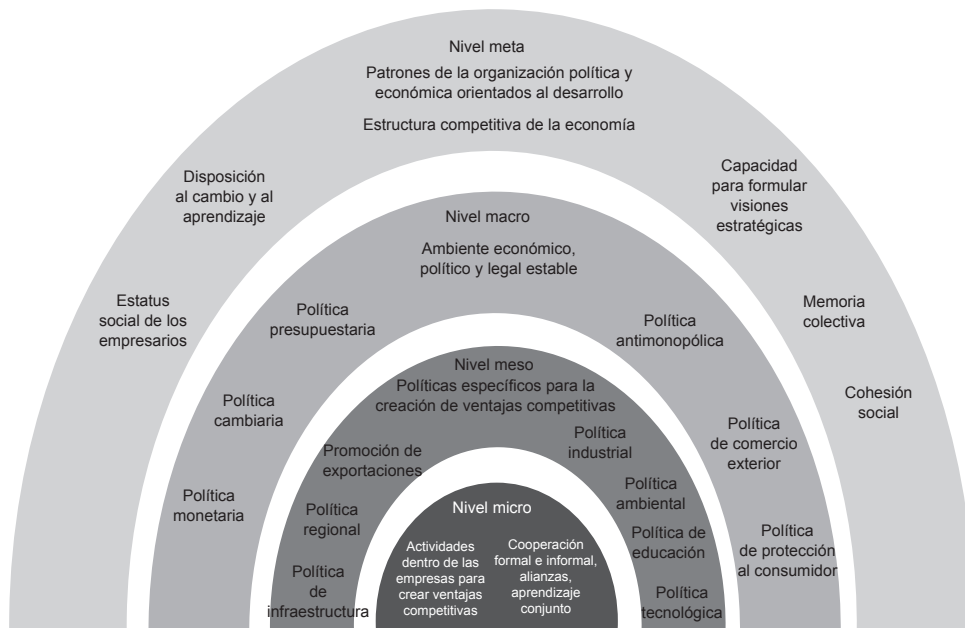 Nivel meta
Patrones de la organización política y
económica orientados al desarrollo
Estructura competitiva de la economía
Disposición
al cambio y al
aprendizaje
Capacidad
para formular
visiones
estratégicas
Estatus
social de los
empresarios
Memoria
colectiva
Cohesión
social
Nivel macro
Ambiente económico,
político y legal estable
Política
presupuestaria
Política
antimonopólica
Política
cambiaria
Política
de comercio
exterior
Política
monetaria
Política
de protección
al consumidor
Nivel meso
Políticas específicos para la
creación de ventajas competitivas
Promoción de
exportaciones
Política
industrial
Política
regional
Política
ambiental
Política de
educación
Política
de
infraestructura
Política
tecnológica
Nivel micro
Actividades
dentro de las
empresas para
crear ventajas
competitivas
Cooperación
formal e informal,
alianzas,
aprendizaje
conjunto